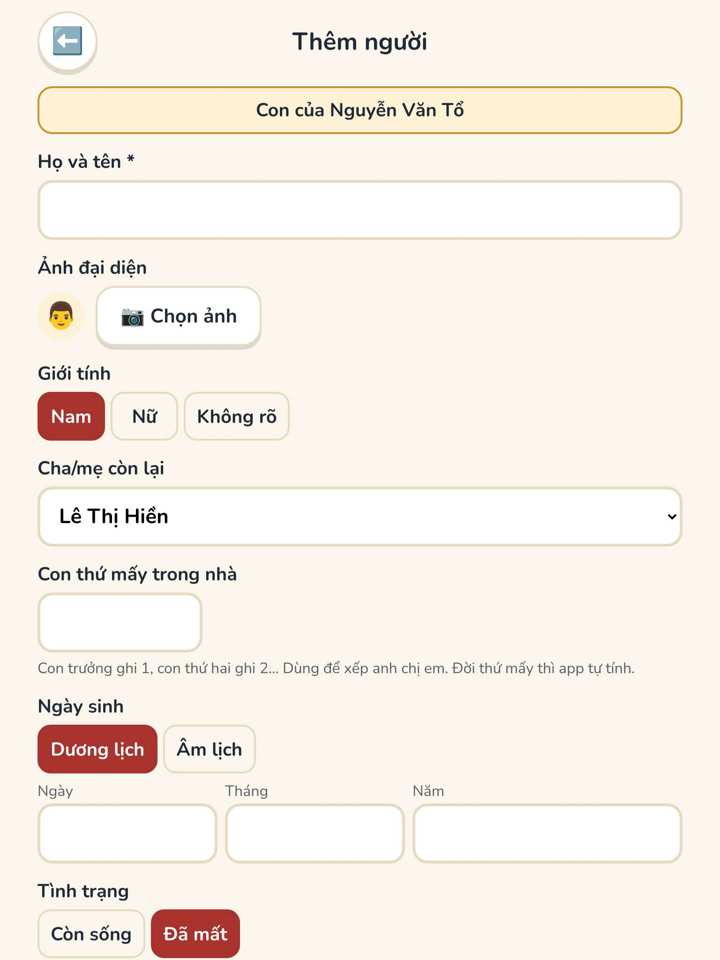 Thêm người
Con của Nguyễn Văn Tổ
Họ và tên *
Ảnh đại diện
Chọn ảnh
Giới tính
Nam Nữ Không rõ
Cha/mẹ còn lại
Lê Thị Hiền
Con thứ mấy trong nhà
Con trưởng ghi 1, con thứ hai ghi 2... Dùng để xếp anh chị em. Đời thứ mấy thì app tự tính.
Ngày sinh
Dương lịch Âm lịch
Ngày Tháng Năm
Tình trạng
Còn sống Đã mất